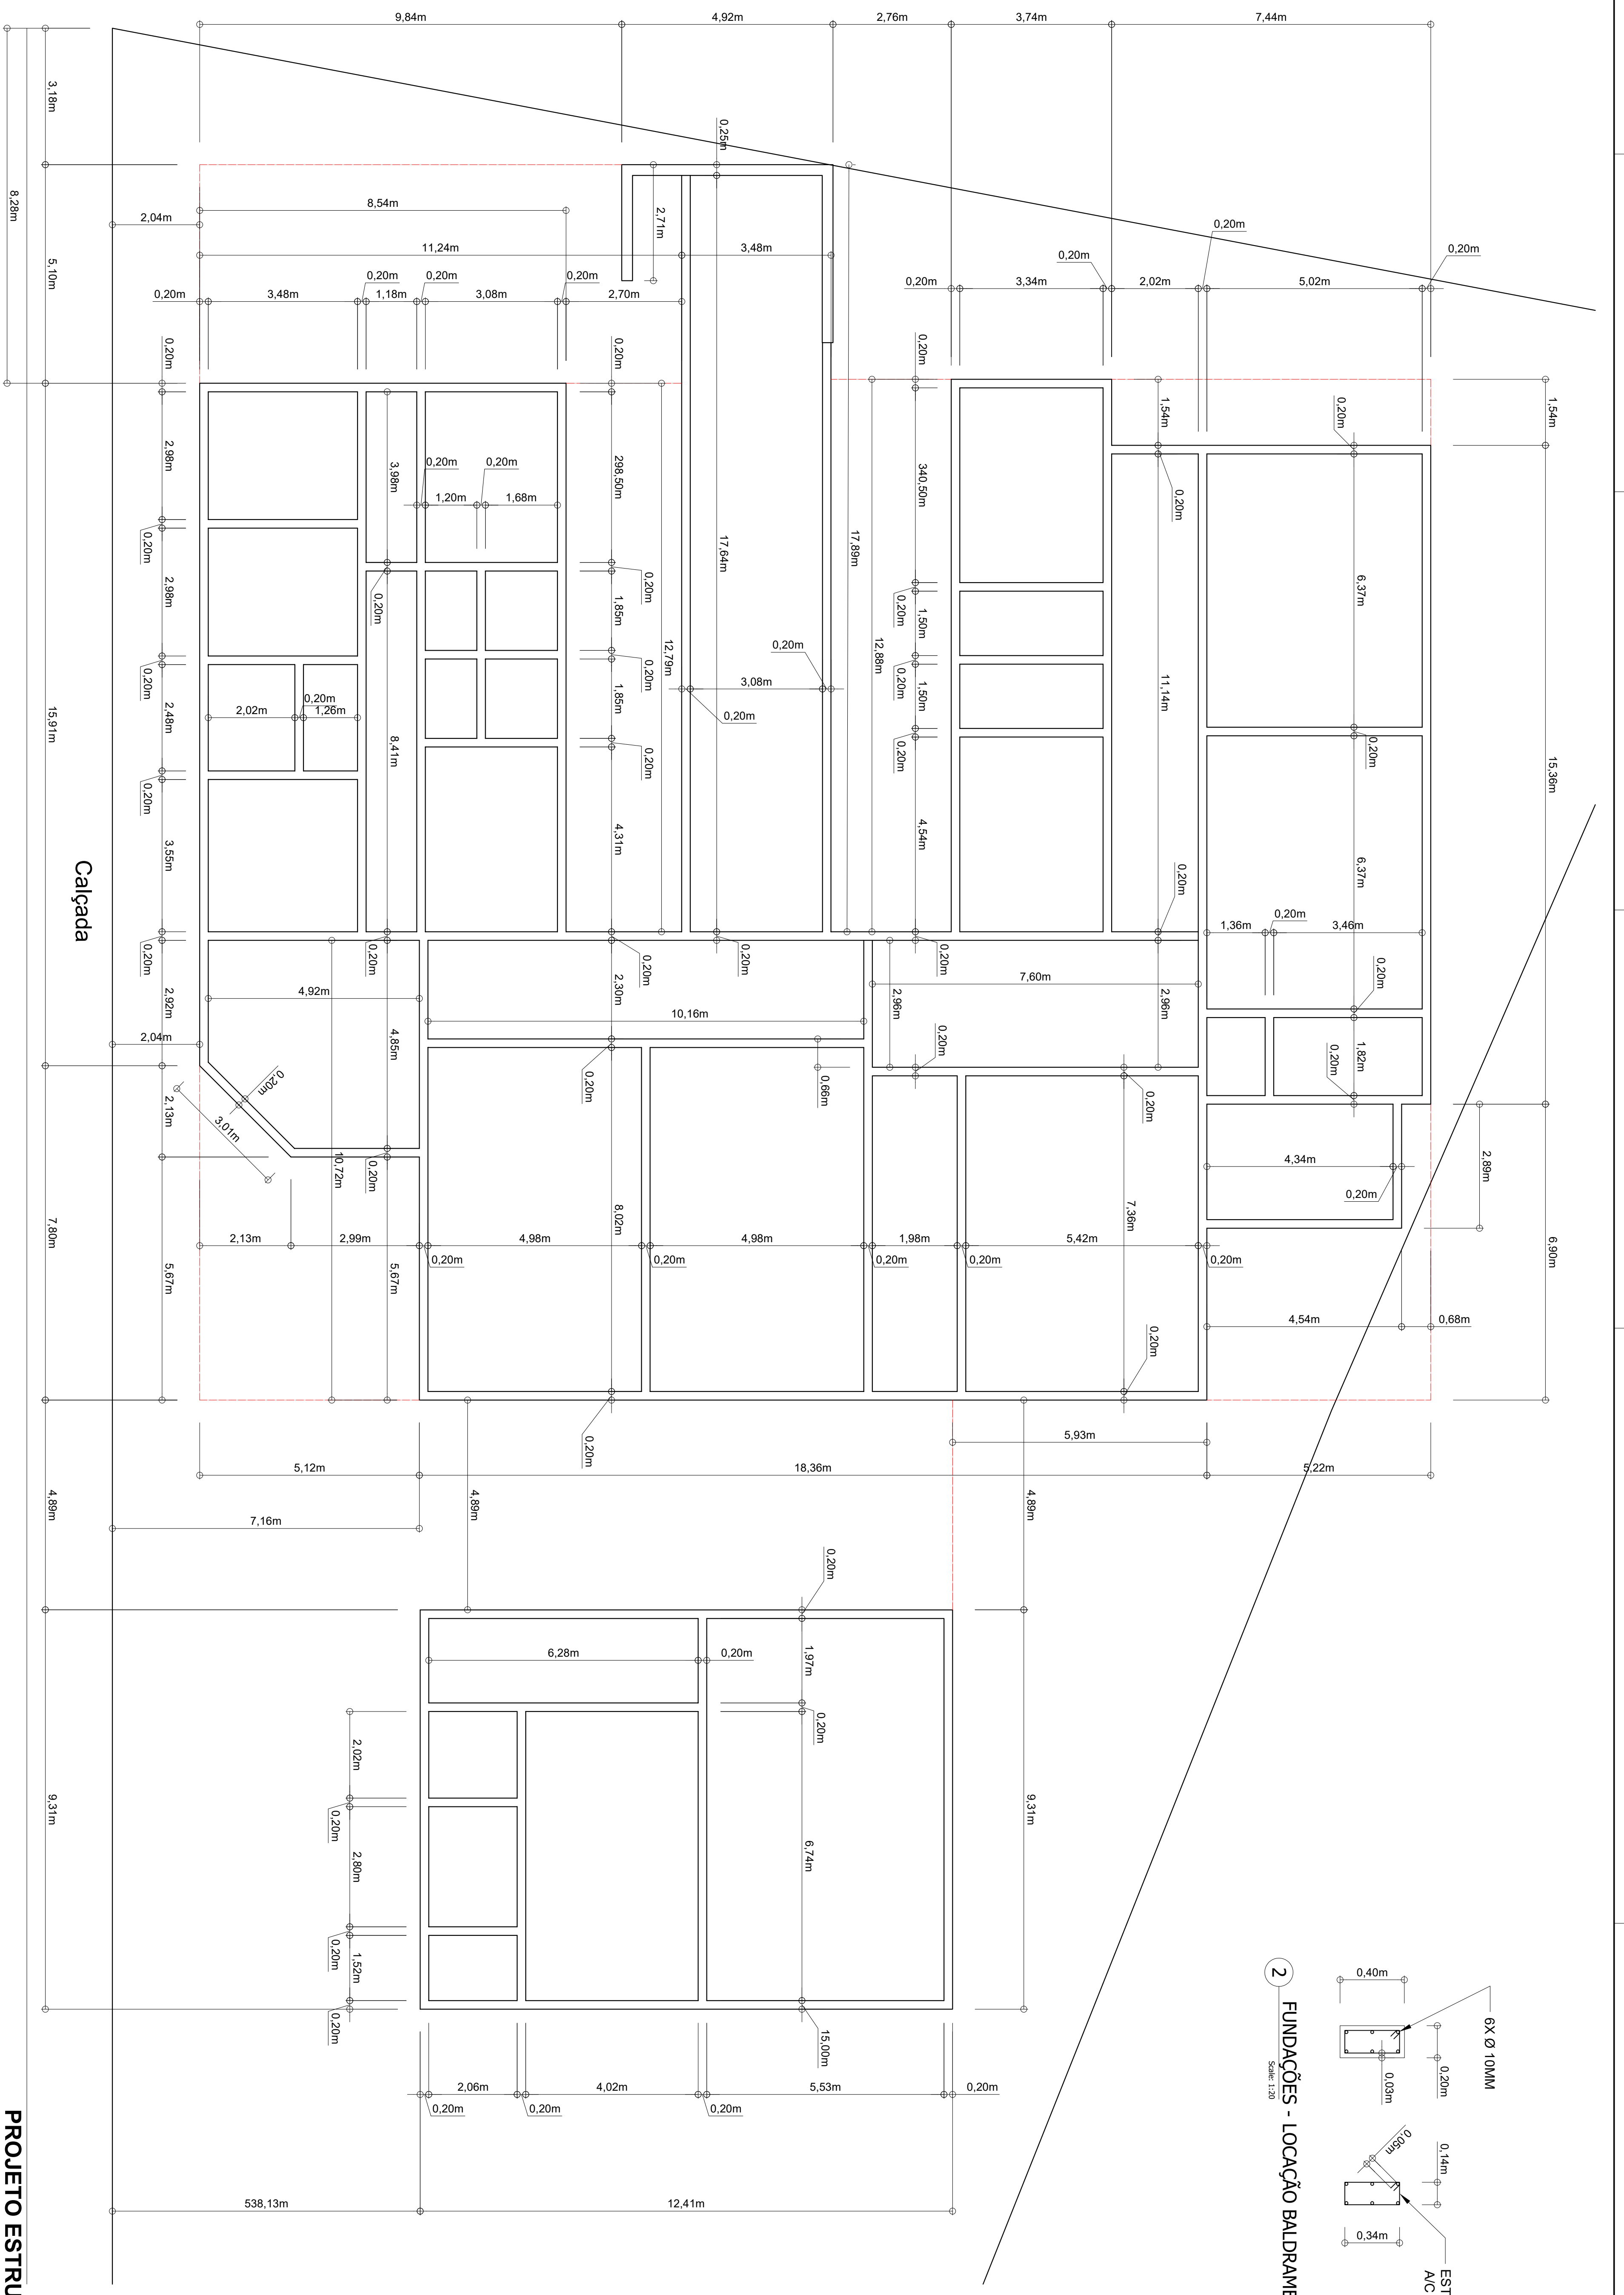 9,84m
4,92m
2,76m
3,74m
7,44m
3,18m
8,28m
5,10m
15,91m
7,80m
4,89m
9,31m
2,04m
8,54m
0,25m
2,71m
11,24m
3,48m
0,20m
0,20m
0,20m
3,34m
0,20m
2,02m
5,02m
0,20m
3,48m
0,20m
1,18m
0,20m
3,08m
0,20m
2,70m
0,20m
0,20m
0,20m
1,54m
1,54m
0,20m
2,98m
3,98m
0,20m
0,20m
1,20m
1,68m
298,50m
17,64m
17,89m
340,50m
0,20m
6,37m
0,20m
2,98m
0,20m
0,20m
1,85m
12,79m
0,20m
1,50m
12,88m
0,20m
3,08m
0,20m
0,20m
2,02m
0,20m
1,26m
2,48m
8,41m
0,20m
1,85m
0,20m
0,20m
1,50m
11,14m
0,20m
15,36m
0,20m
3,55m
4,31m
4,54m
0,20m
6,37m
1,36m
0,20m
3,46m
Calçada
0,20m
0,20m
0,20m
0,20m
0,20m
0,20m
2,92m
4,92m
2,30m
10,16m
2,96m
7,60m
2,96m
2,04m
4,85m
0,20m
0,66m
0,20m
0,20m
1,82m
0,20m
0,20m
3,01m
2,13m
10,72m
0,20m
4,34m
0,20m
2,89m
8,02m
7,36m
2,13m
2,99m
0,20m
4,98m
0,20m
4,98m
0,20m
1,98m
0,20m
5,42m
0,20m
6,90m
5,67m
5,67m
4,54m
0,68m
0,20m
0,20m
5,93m
5,12m
18,36m
5,22m
4,89m
4,89m
7,16m
0,20m
6,28m
0,20m
1,97m
0,20m
2,02m
0,20m
2,80m
6,74m
9,31m
0,20m
1,52m
0,20m
15,00m
2,06m
0,20m
4,02m
0,20m
5,53m
0,20m
0,20m
538,13m
12,41m
6X Ø 10MM
0,40m
0,20m
0,03m
0,05m
0,14m
0,34m
EST
A/C
2
FUNDAÇÕES - LOCAÇÃO BALDRAME
Scale: 1:20
PROJETO ESTRU